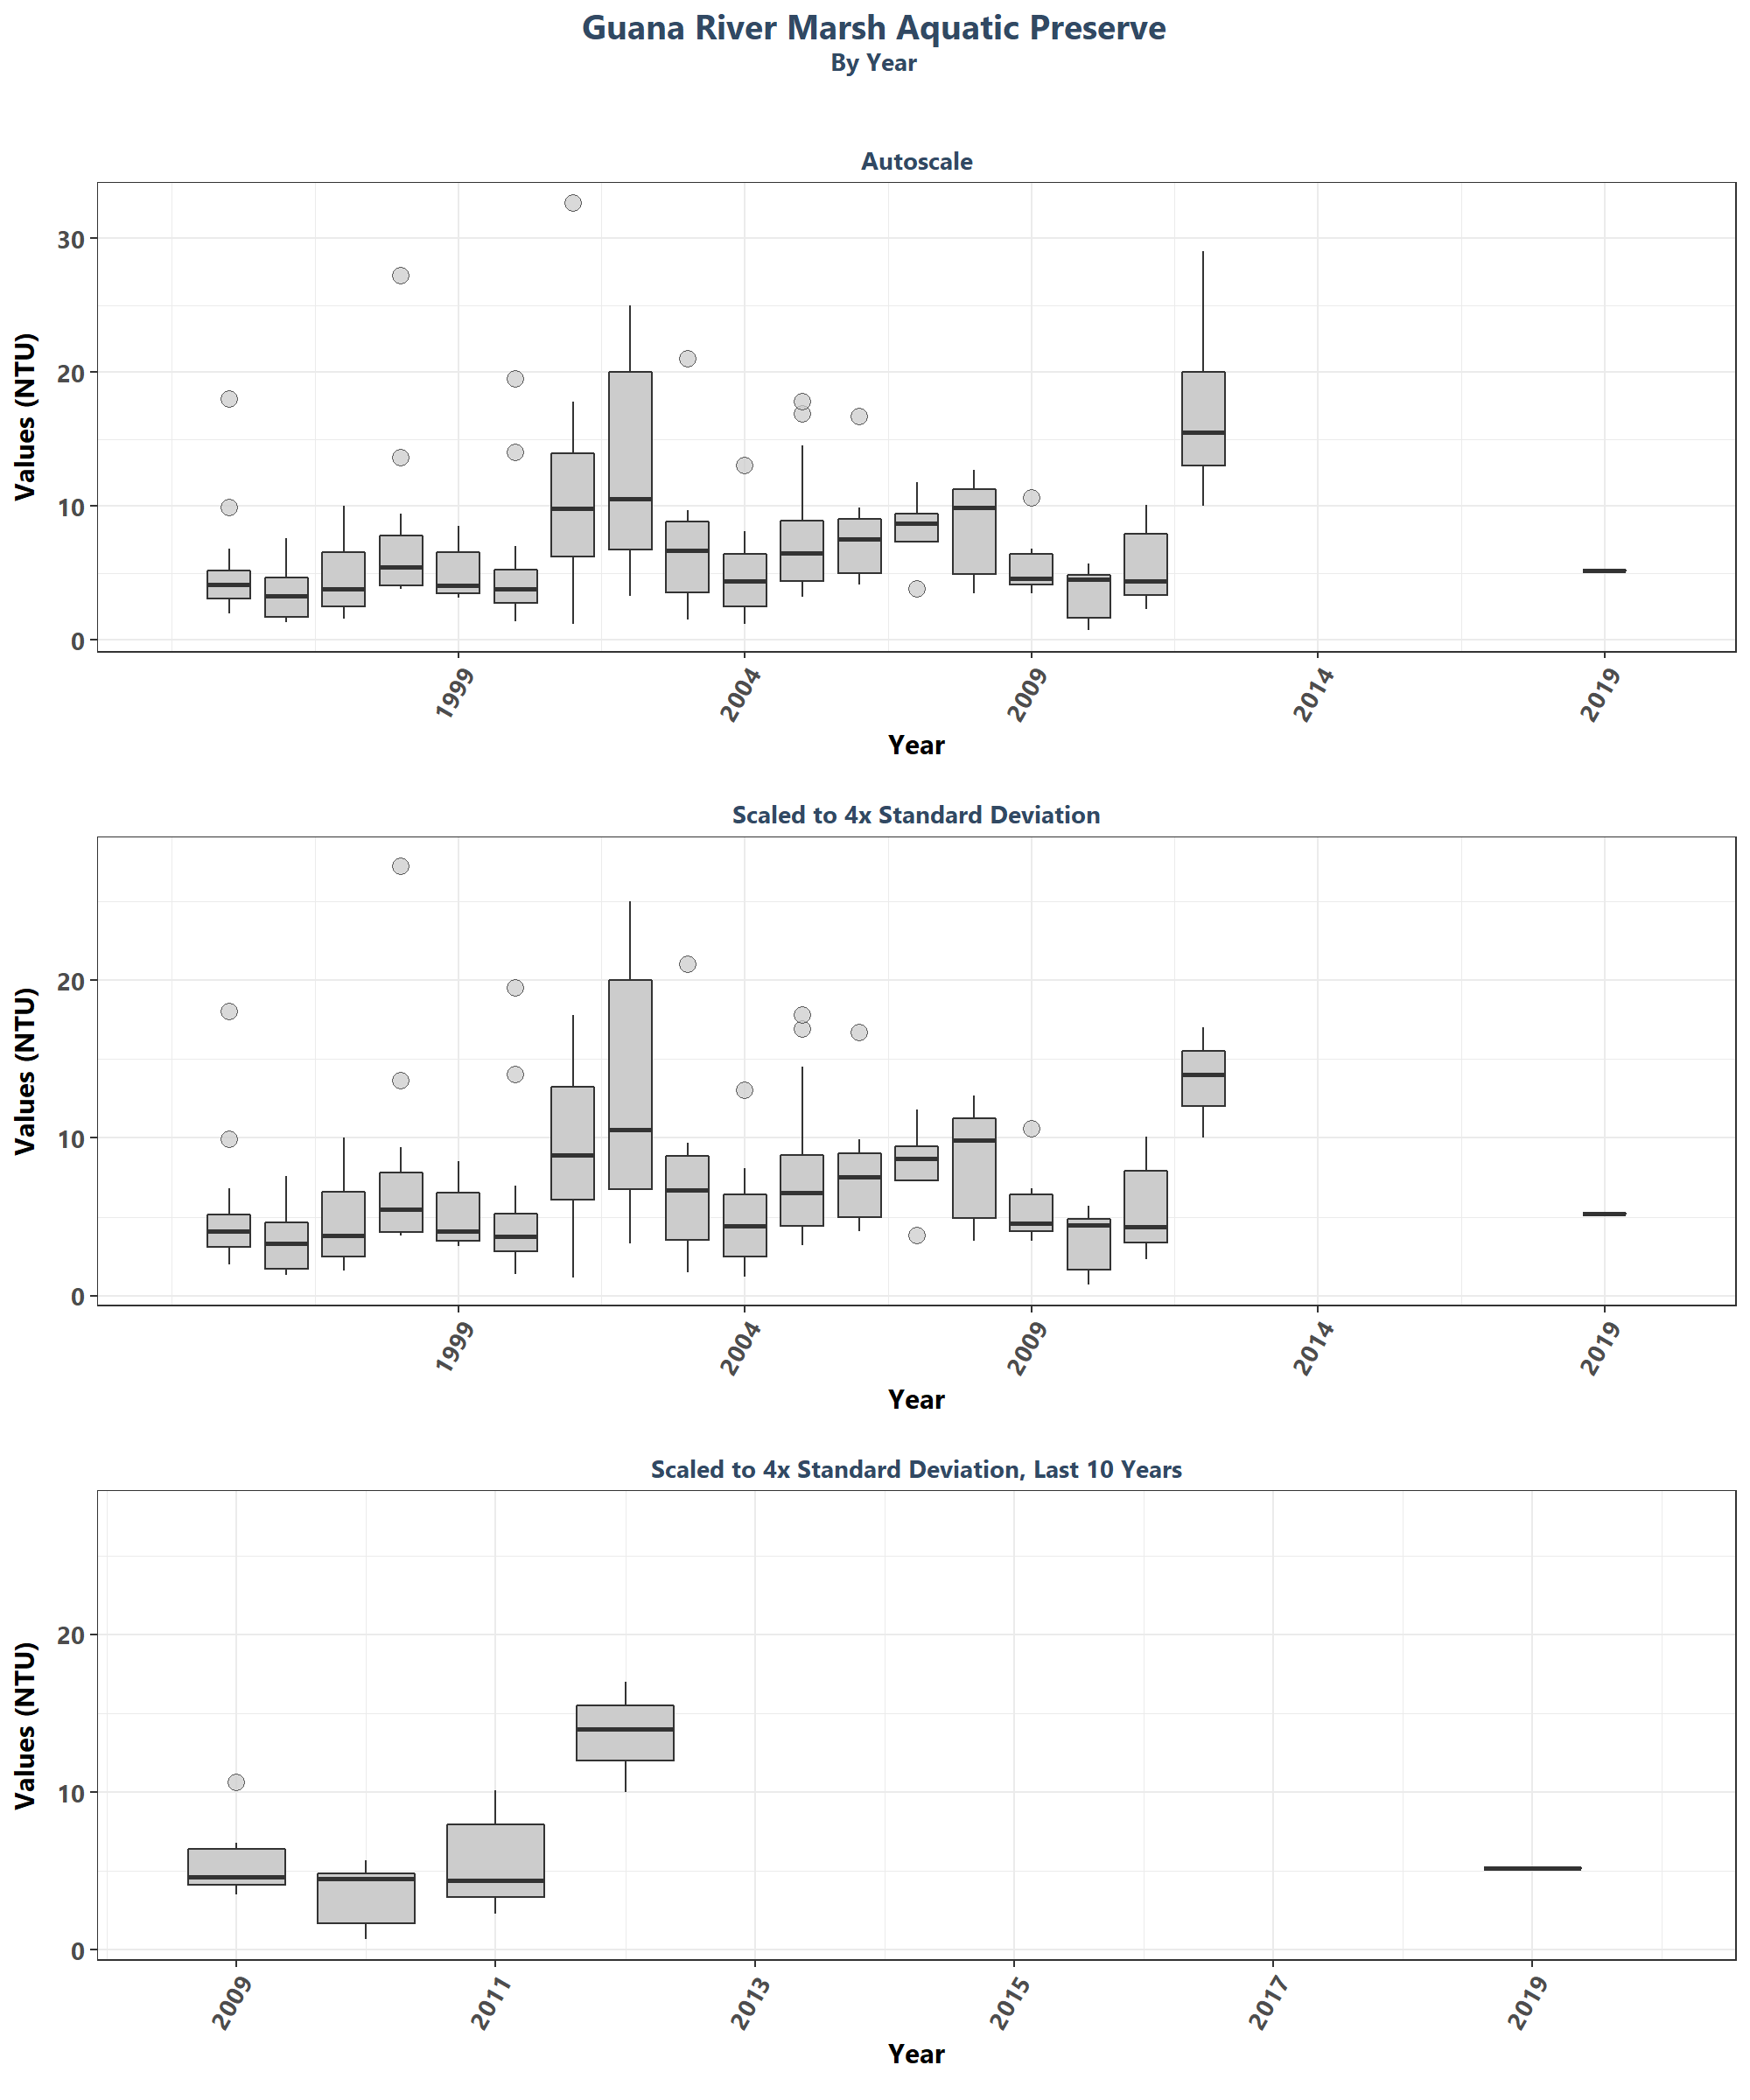 Guana River Marsh Aquatic Preserve
By Year
Autoscale
Values (NTU)
30
20
10
0
1999
2004
2009
2014
2019
Year
Scaled to 4x Standard Deviation
Values (NTU)
20
10
0
1999
2004
2009
2014
2019
Year
Scaled to 4x Standard Deviation, Last 10 Years
Values (NTU)
20
10
0
2009
2011
2013
2015
2017
2019
Year